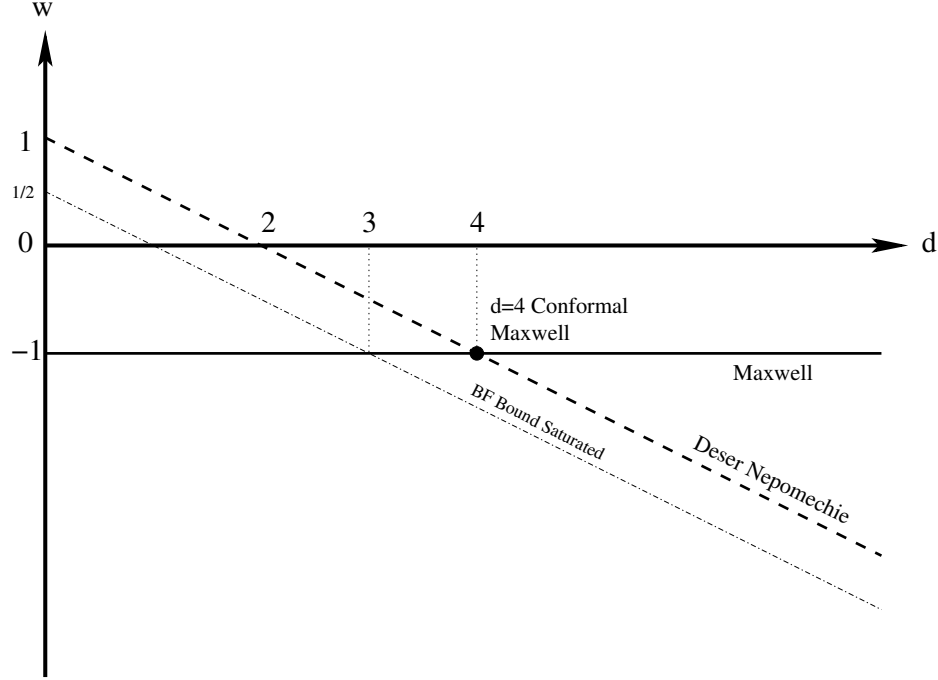 w
1
1/2
2
3
4
0
d
d=4 Conformal
Maxwell
−1
Maxwell
BF Bound Saturated
Deser Nepomechie